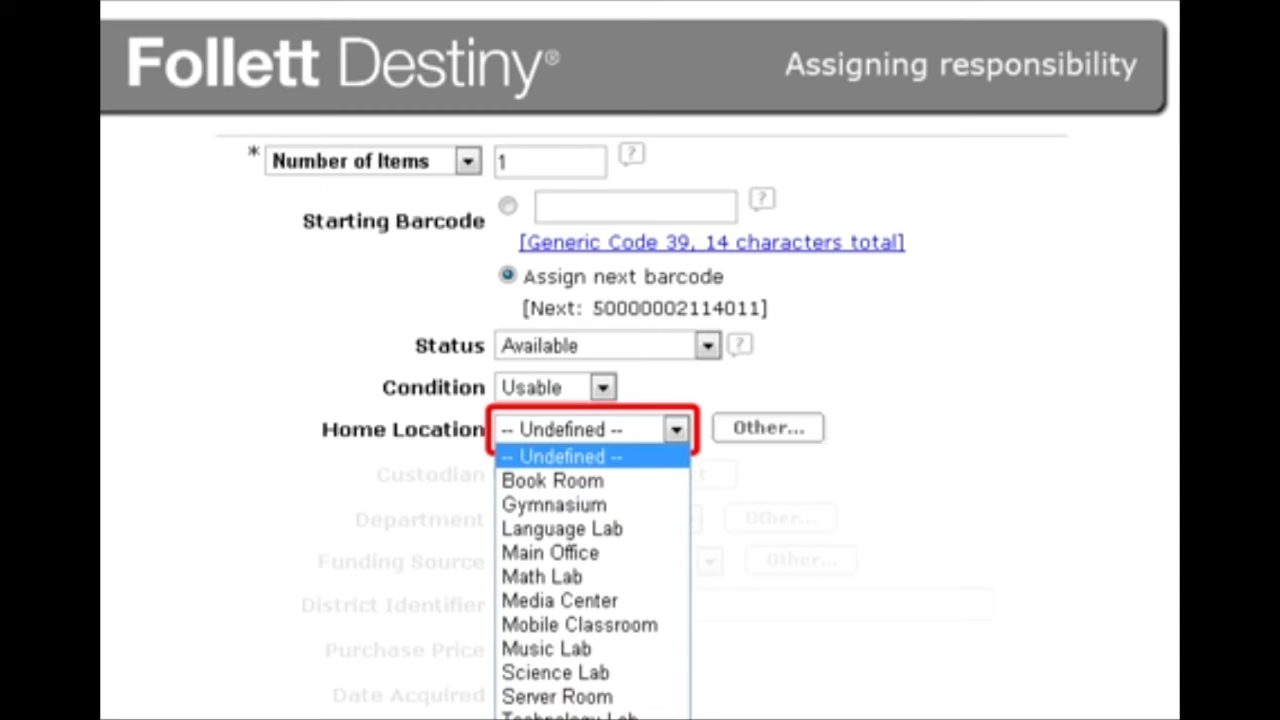 Follett Destiny®
Assigning responsibility
* Number of Items 1 ?
Starting Barcode ?
[Generic Code 39, 14 characters total]
Assign next barcode
[Next: 50000002114011]
Status Available ?
Condition Usable
Home Location -- Undefined -- Other...
-- Undefined --
Custodian
Book Room
Gymnasium
Department Other...
Language Lab
Main Office
Funding Source Other...
Math Lab
Media Center
District Identifier
Mobile Classroom
Music Lab
Purchase Price
Science Lab
Server Room
Date Acquired
Technology Lab